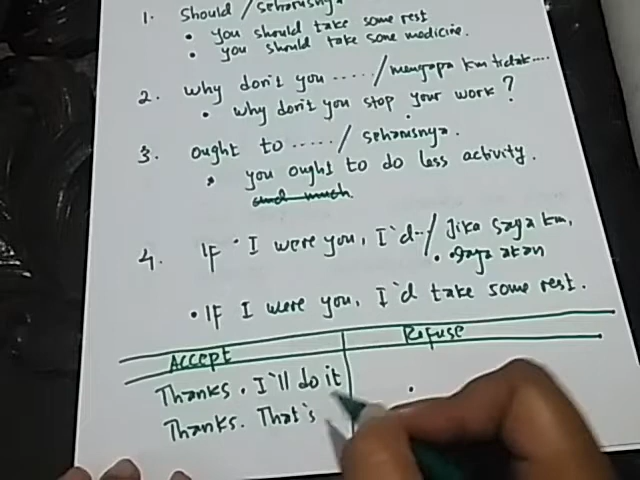 1. Should / seharusnya
• you should take some rest
• you should take some medicine.
2. why don't you ...... / mengapa km tidak....
• why don't you stop your work?
3. ought to ...... / seharusnya.
• you ought to do less activity.
and much
4. If I were you, I'd.. / Jika saya km,
saya akan
• If I were you, I'd take some rest.
Accept Refuse
Thanks. I'll do it
Thanks. That's